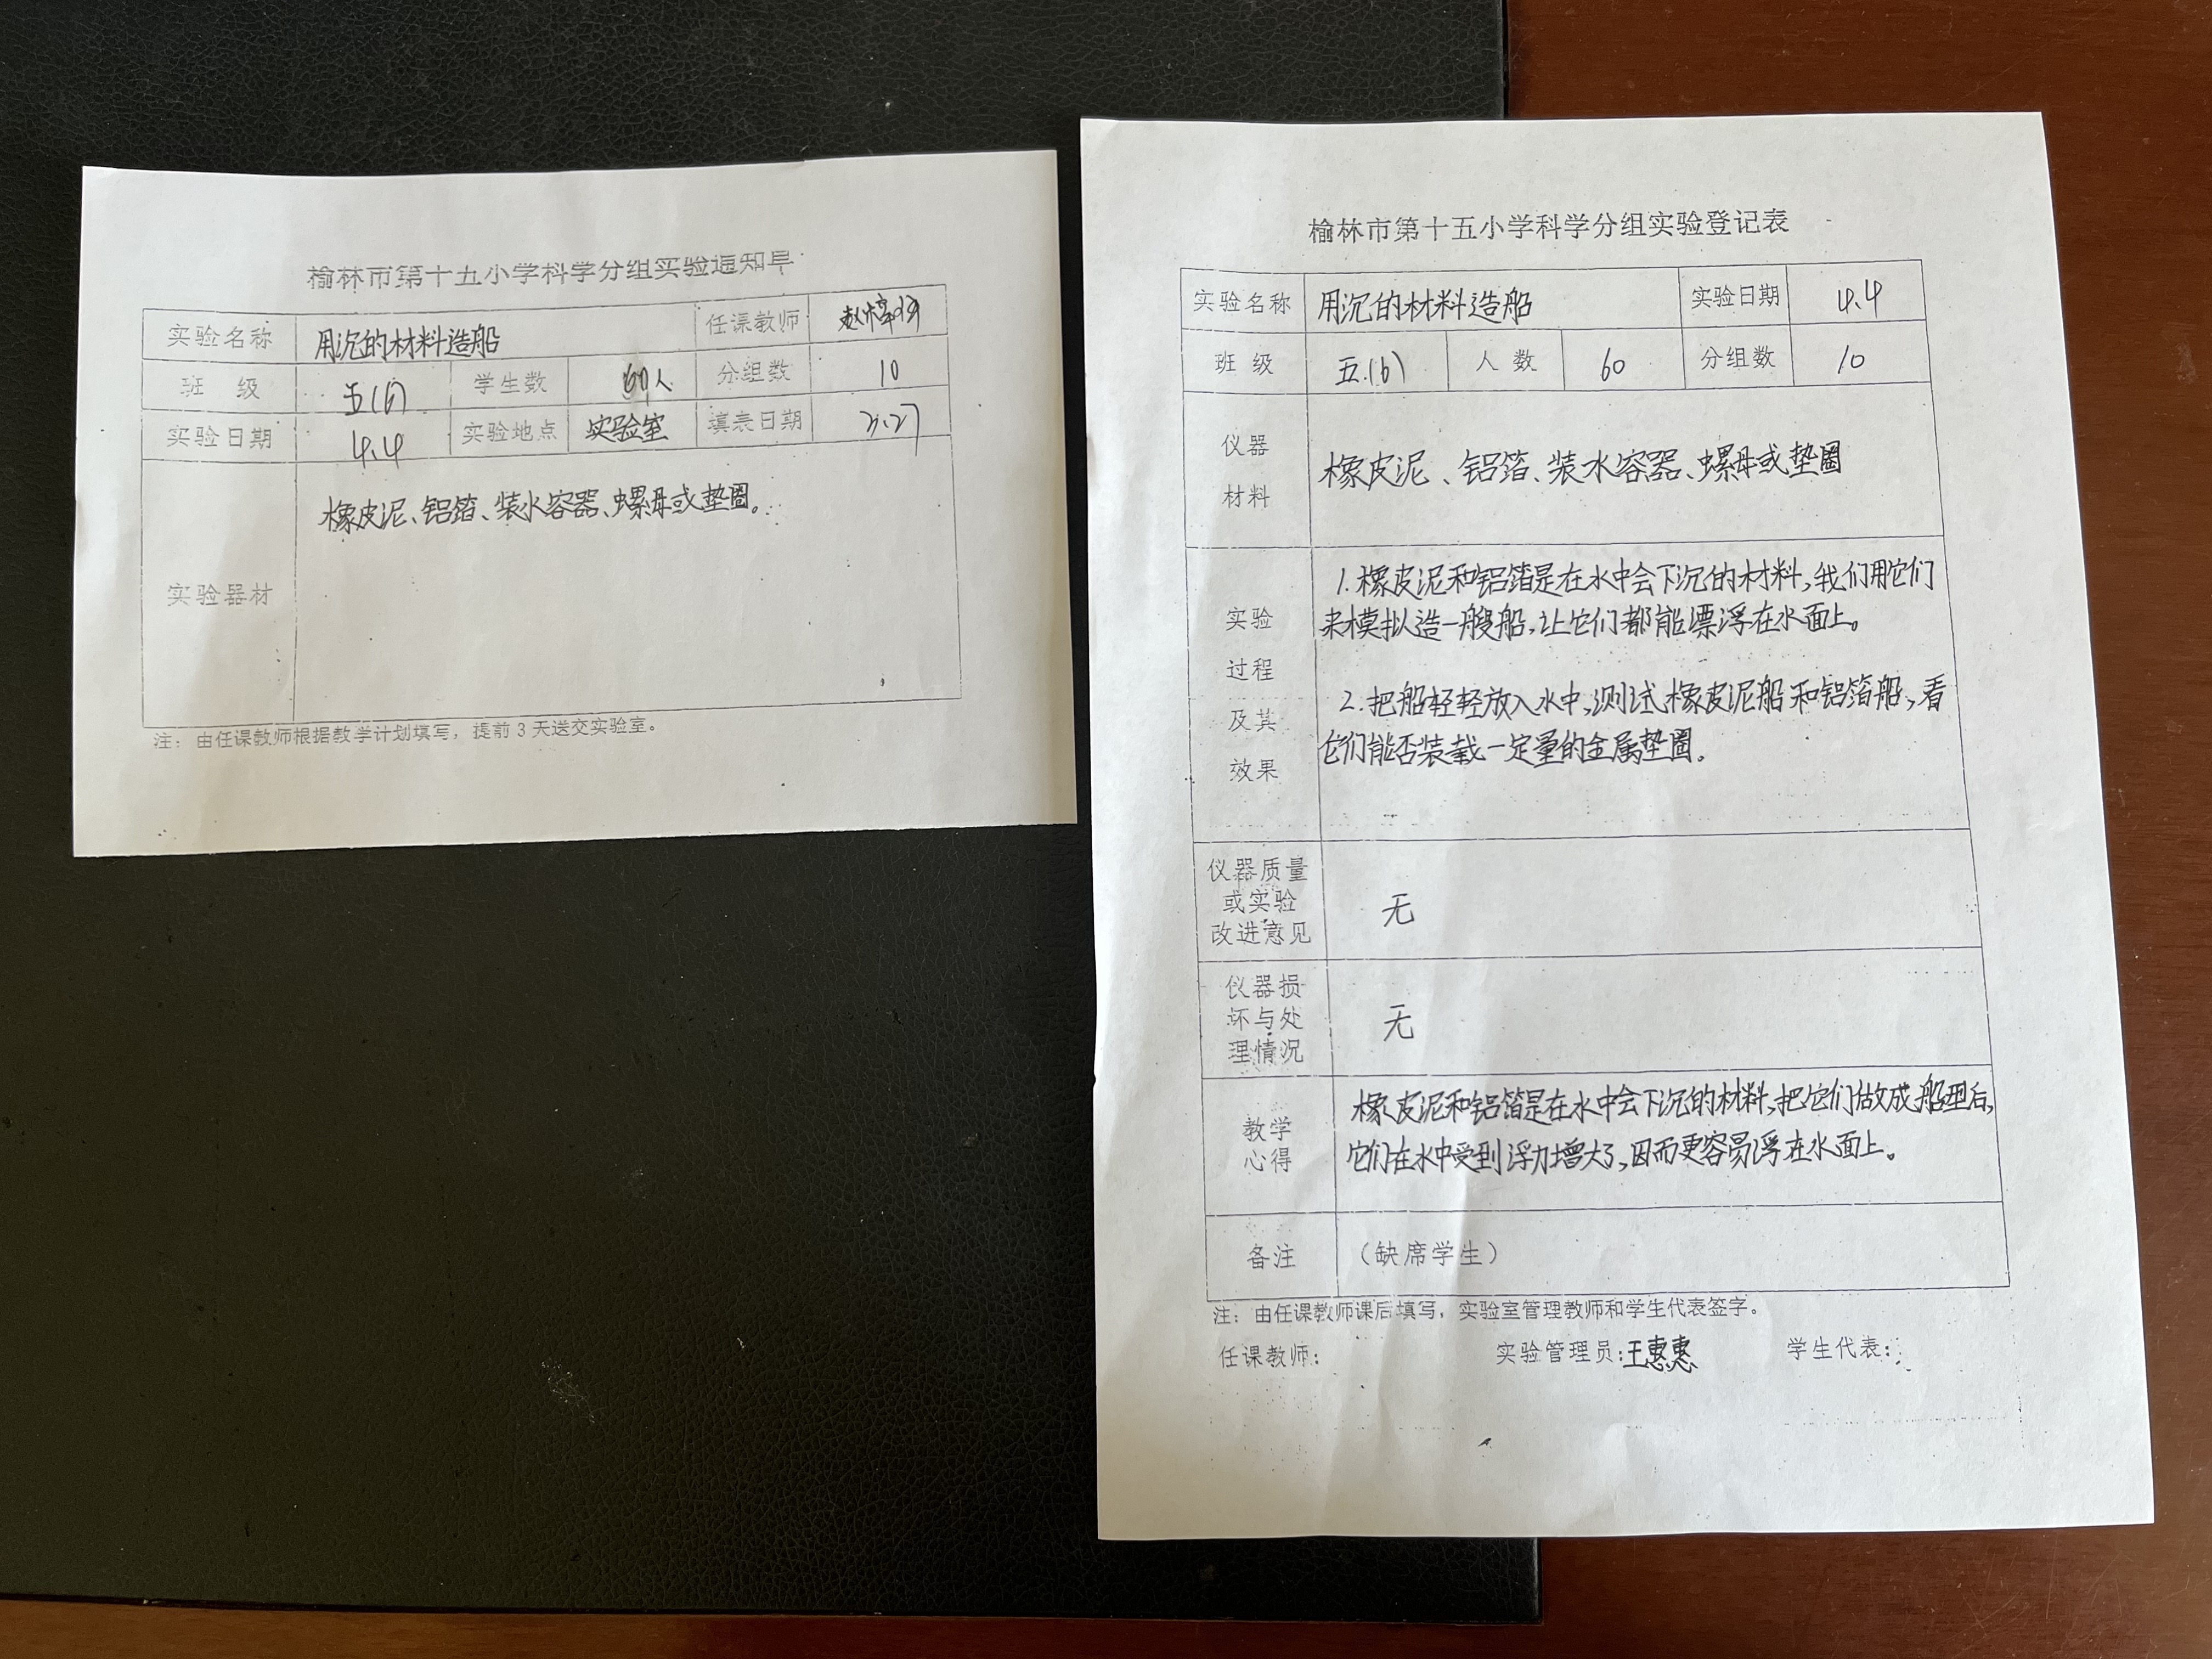 榆林市第十五小学科学分组实验通知单
实验名称 用沉的材料造船 任课教师
班 级 五(6) 学生数 60人 分组数 10
实验日期 4.4 实验地点 实验室 填表日期 3.27
实验器材 橡皮泥、铝箔、装水容器、螺母或垫圈。
注：由任课教师根据教学计划填写，提前3天送交实验室。
榆林市第十五小学科学分组实验登记表
实验名称 用沉的材料造船 实验日期 4.4
班 级 五.(6) 人 数 60 分组数 10
仪器
材料
橡皮泥、铝箔、装水容器、螺母或垫圈
实验
过程
及其
效果
1.橡皮泥和铝箔是在水中会下沉的材料,我们用它们
来模拟造一艘船,让它们都能漂浮在水面上。
2.把船轻轻放入水中,测试橡皮泥船和铝箔船,看
它们能否装载一定量的金属垫圈。
仪器质量
或实验
改进意见
无
仪器损
坏与处
理情况
无
教学
心得
橡皮泥和铝箔是在水中会下沉的材料,把它们做成船型后,
它们在水中受到浮力增大了,因而更容易浮在水面上。
备注 （缺席学生）
注：由任课教师课后填写，实验室管理教师和学生代表签字。
任课教师： 实验管理员：王惠惠 学生代表：